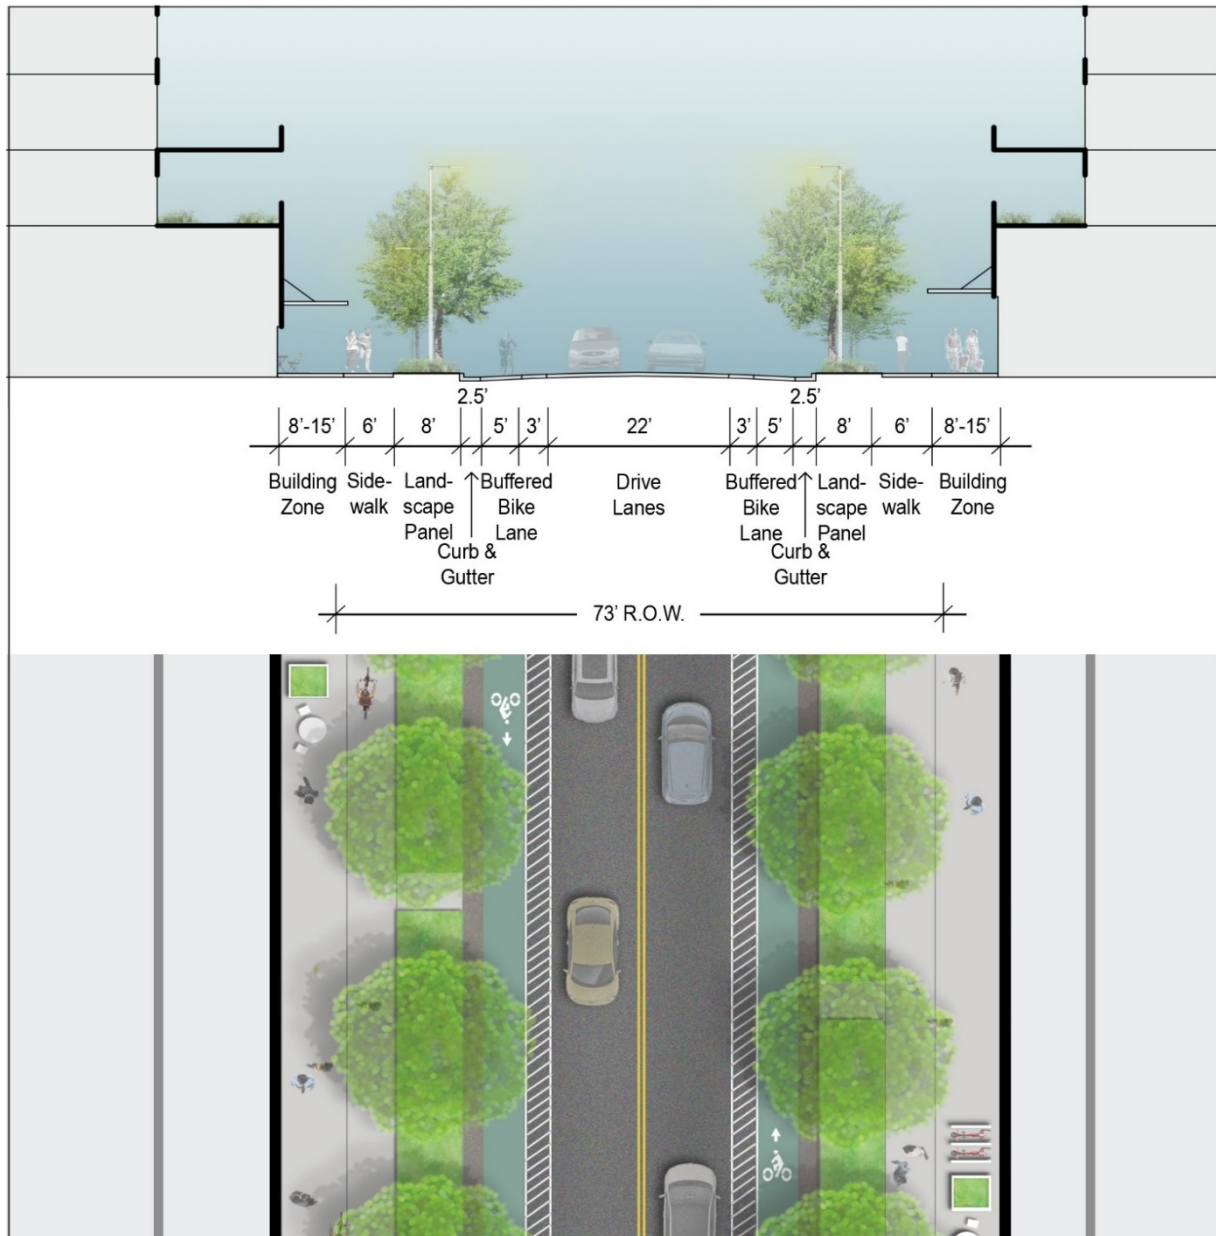 2.5’ 2.5’
8’-15’ 6’ 8’ 5’ 3’ 22’ 3’ 5’ 8’ 6’ 8’-15’
Building Side- Land- Buffered Drive Buffered Land- Side- Building
Zone walk scape Bike Lanes Bike scape walk Zone
Panel Lane Lane Panel
Curb & Curb &
Gutter Gutter
73’ R.O.W.